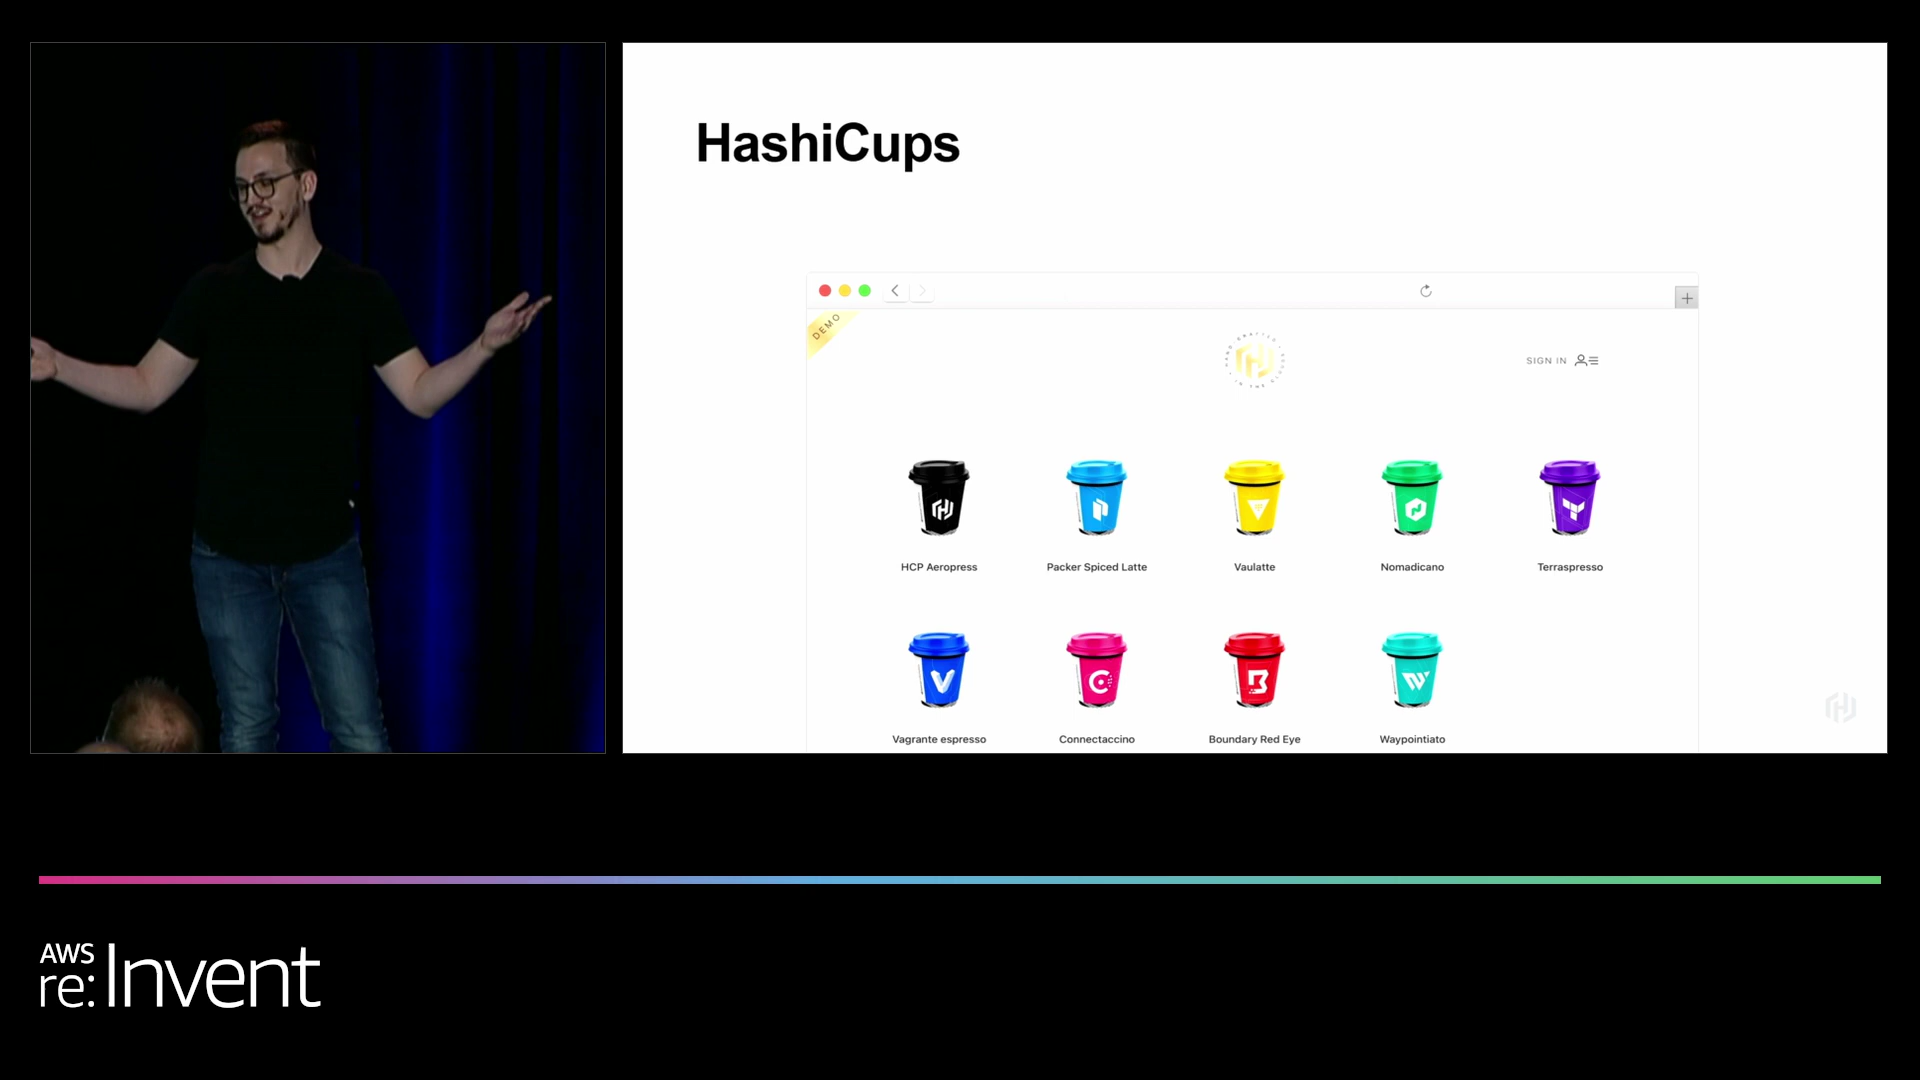 HashiCups
DEMO
SIGN IN
HCP Aeropress
Packer Spiced Latte
Vaulatte
Nomadicano
Terraspresso
Vagrante espresso
Connectaccino
Boundary Red Eye
Waypointiato
AWS
re:Invent